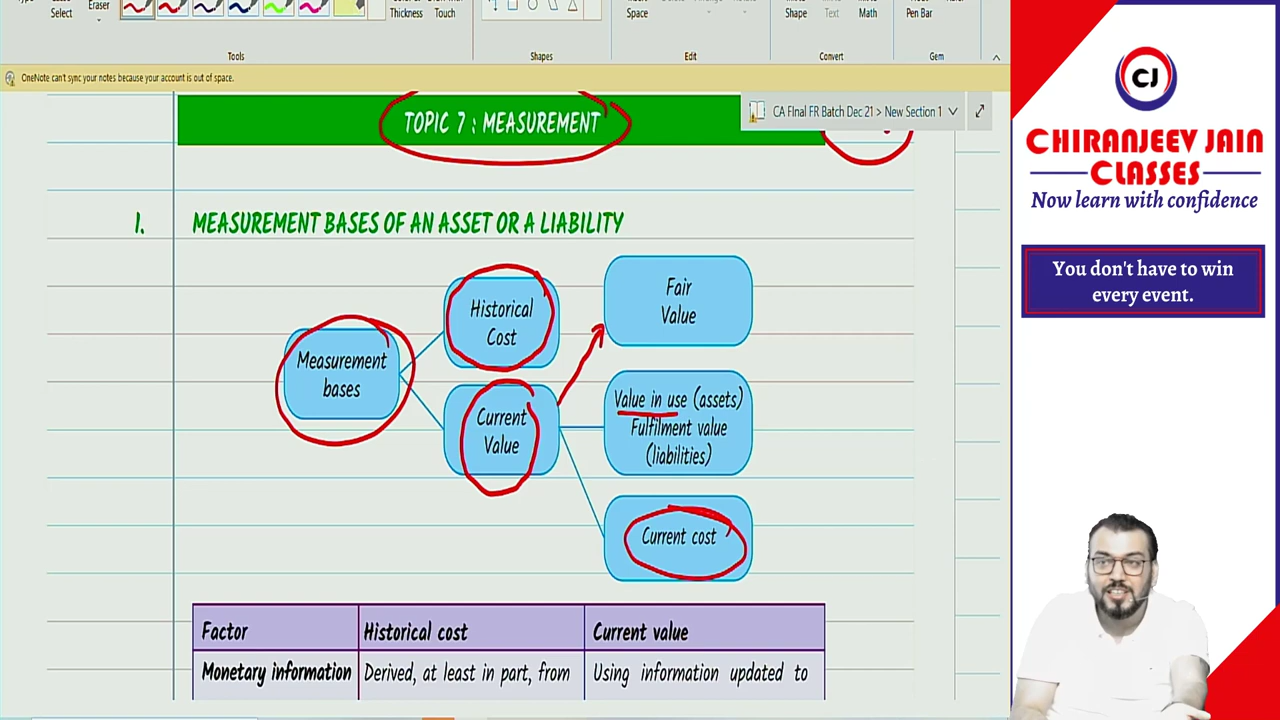 Type
Eraser
Select
Thickness
Touch
Space
Shape
Text
Math
Pen Bar
Tools
Shapes
Edit
Convert
Gem
OneNote can't sync your notes because your account is out of space.
CA FInal FR Batch Dec 21 > New Section 1
TOPIC 7 : MEASUREMENT
1. MEASUREMENT BASES OF AN ASSET OR A LIABILITY
Measurement
bases
Historical
Cost
Current
Value
Fair
Value
Value in use (assets)
Fulfilment value
(liabilities)
Current cost
Factor Historical cost Current value
Monetary information Derived, at least in part, from Using information updated to
CJ
CHIRANJEEV JAIN
CLASSES
Now learn with confidence
You don't have to win
every event.